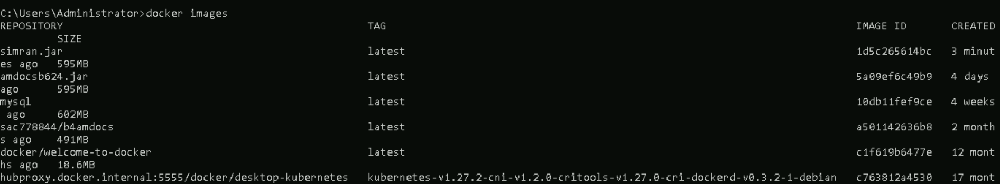 C:\Users\Administrator>docker images
REPOSITORY TAG IMAGE ID CREATED
SIZE
simran.jar latest 1d5c265614bc 3 minut
es ago 595MB
amdocsb624.jar latest 5a09ef6c49b9 4 days
ago 595MB
mysql latest 10db11fef9ce 4 weeks
ago 602MB
sac778844/b4amdocs latest a501142636b8 2 month
s ago 491MB
docker/welcome-to-docker latest c1f619b6477e 12 mont
hs ago 18.6MB
hubproxy.docker.internal:5555/docker/desktop-kubernetes kubernetes-v1.27.2-cni-v1.2.0-critools-v1.27.0-cri-dockerd-v0.3.2-1-debian c763812a4530 17 mont